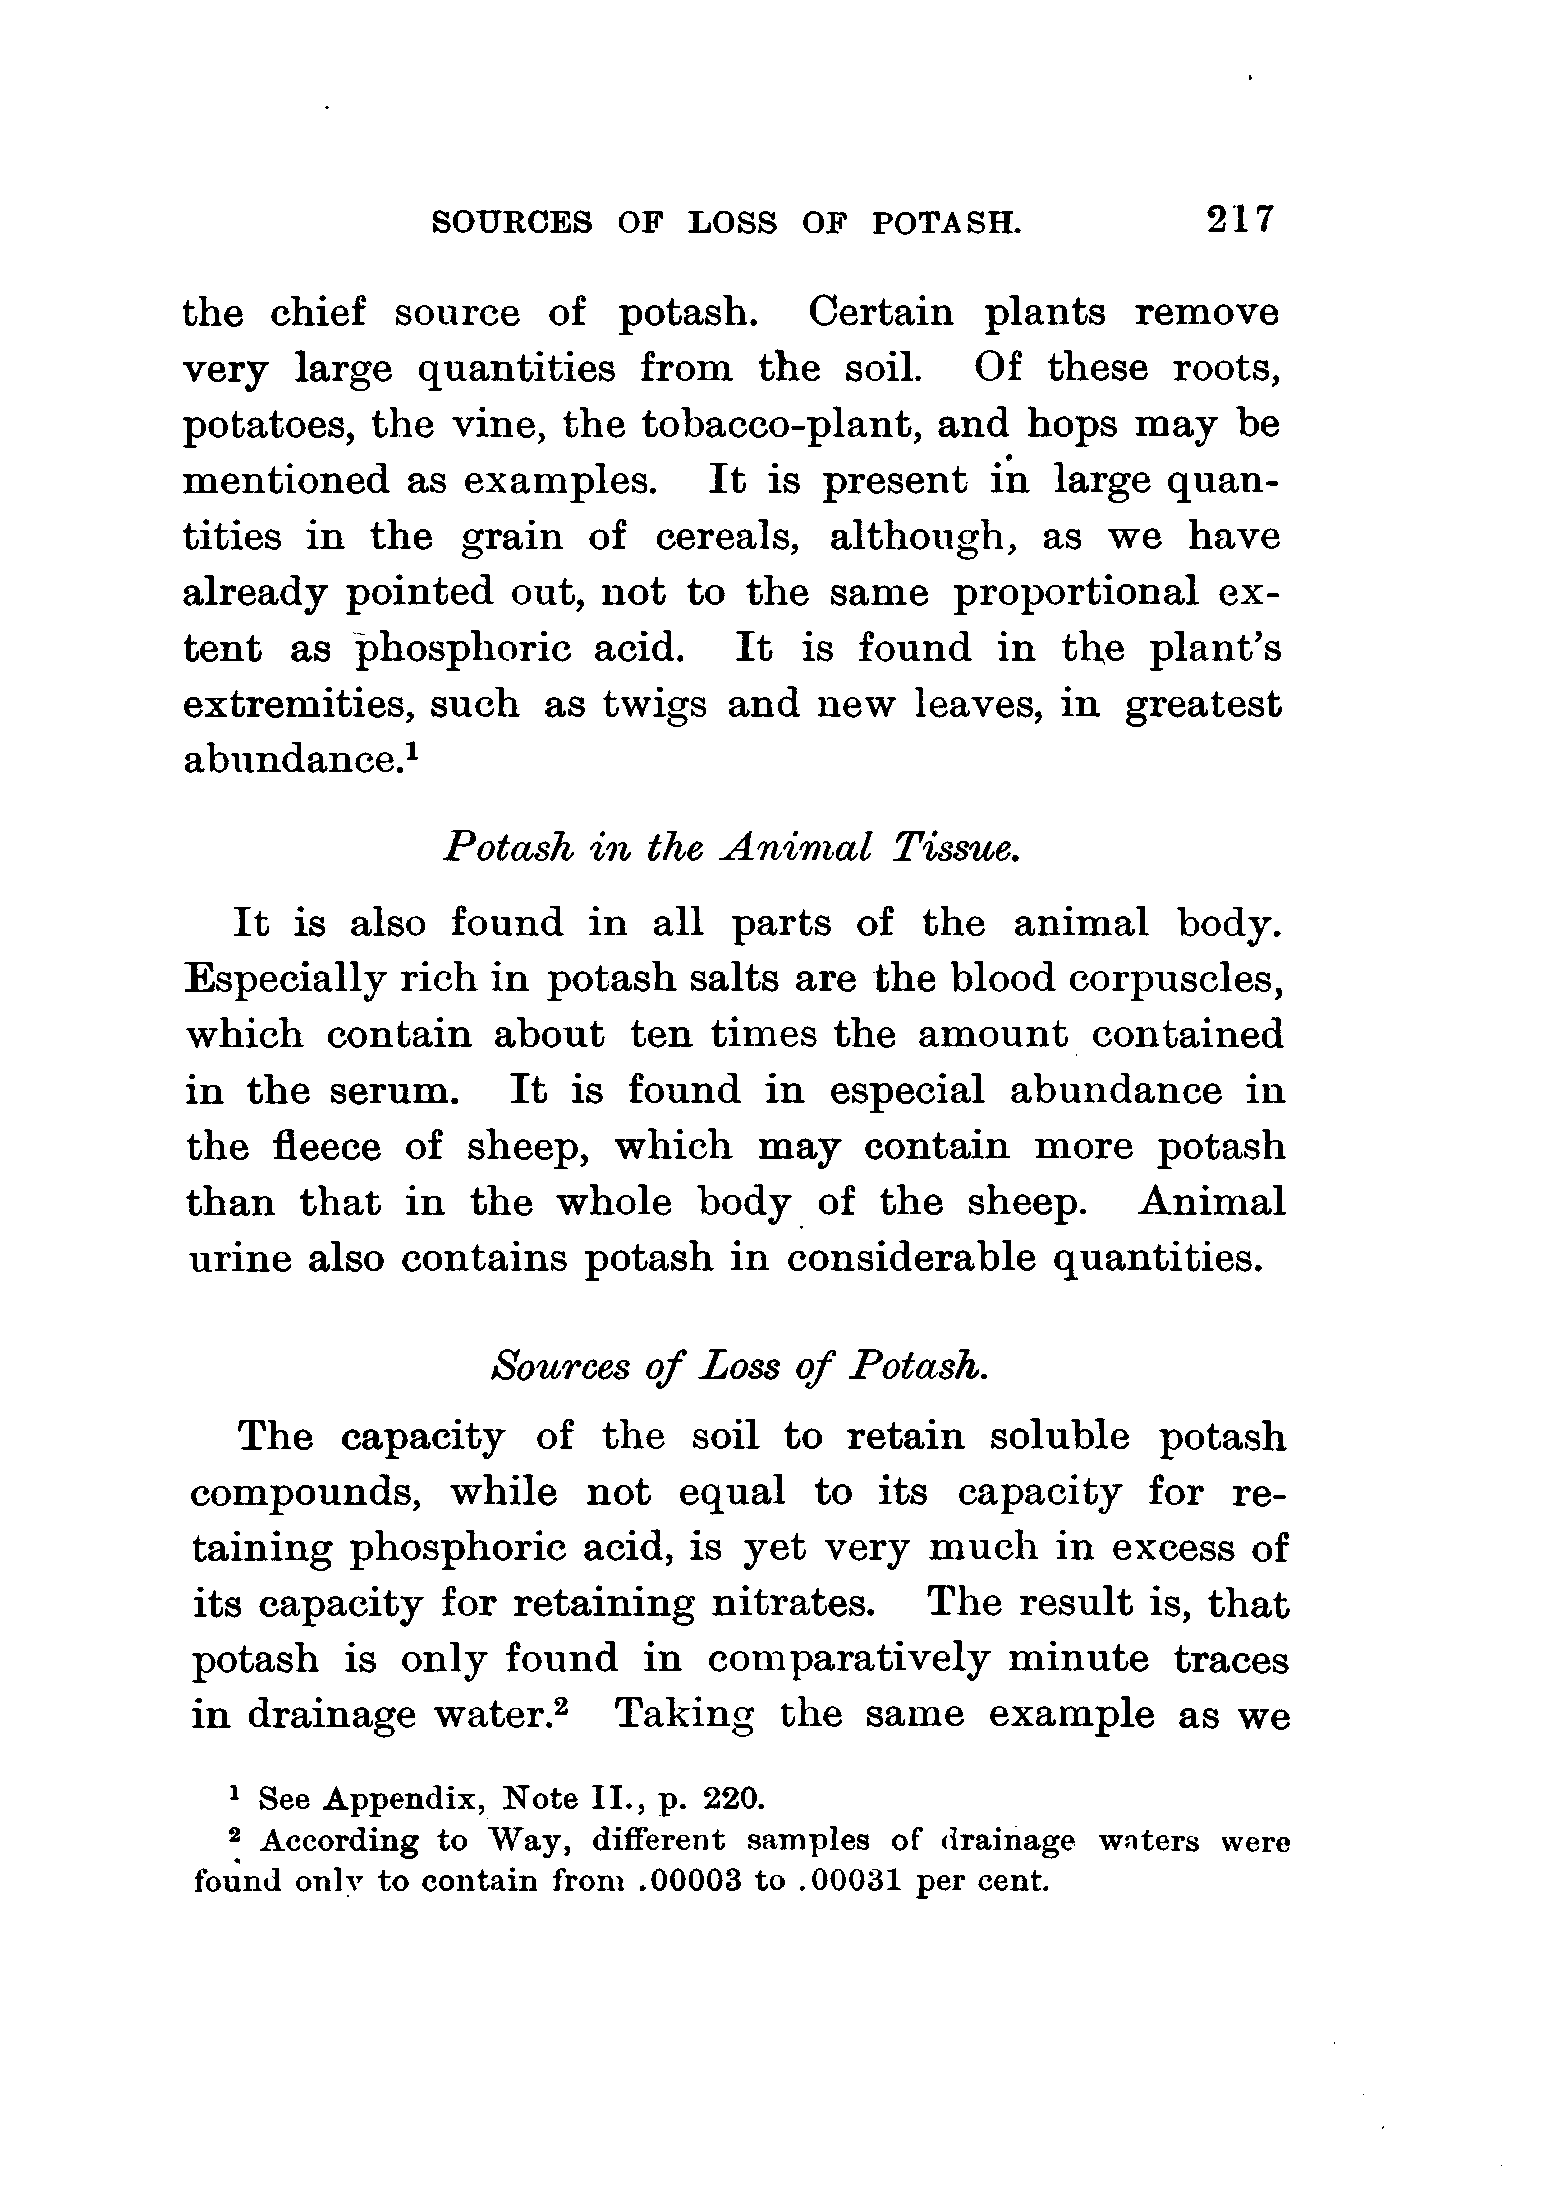 SOURCES OF LOSS OF POTASH. 217
the chief source of potash. Certain plants remove
very large quantities from the soil. Of these roots,
potatoes, the vine, the tobacco-plant, and hops may be
mentioned as examples. It is present in large quan-
tities in the grain of cereals, although, as we have
already pointed out, not to the same proportional ex-
tent as phosphoric acid. It is found in the plant's
extremities, such as twigs and new leaves, in greatest
abundance.¹
Potash in the Animal Tissue.
It is also found in all parts of the animal body.
Especially rich in potash salts are the blood corpuscles,
which contain about ten times the amount contained
in the serum. It is found in especial abundance in
the fleece of sheep, which may contain more potash
than that in the whole body of the sheep. Animal
urine also contains potash in considerable quantities.
Sources of Loss of Potash.
The capacity of the soil to retain soluble potash
compounds, while not equal to its capacity for re-
taining phosphoric acid, is yet very much in excess of
its capacity for retaining nitrates. The result is, that
potash is only found in comparatively minute traces
in drainage water.² Taking the same example as we
¹ See Appendix, Note II., p. 220.
² According to Way, different samples of drainage waters were
found only to contain from .00003 to .00031 per cent.